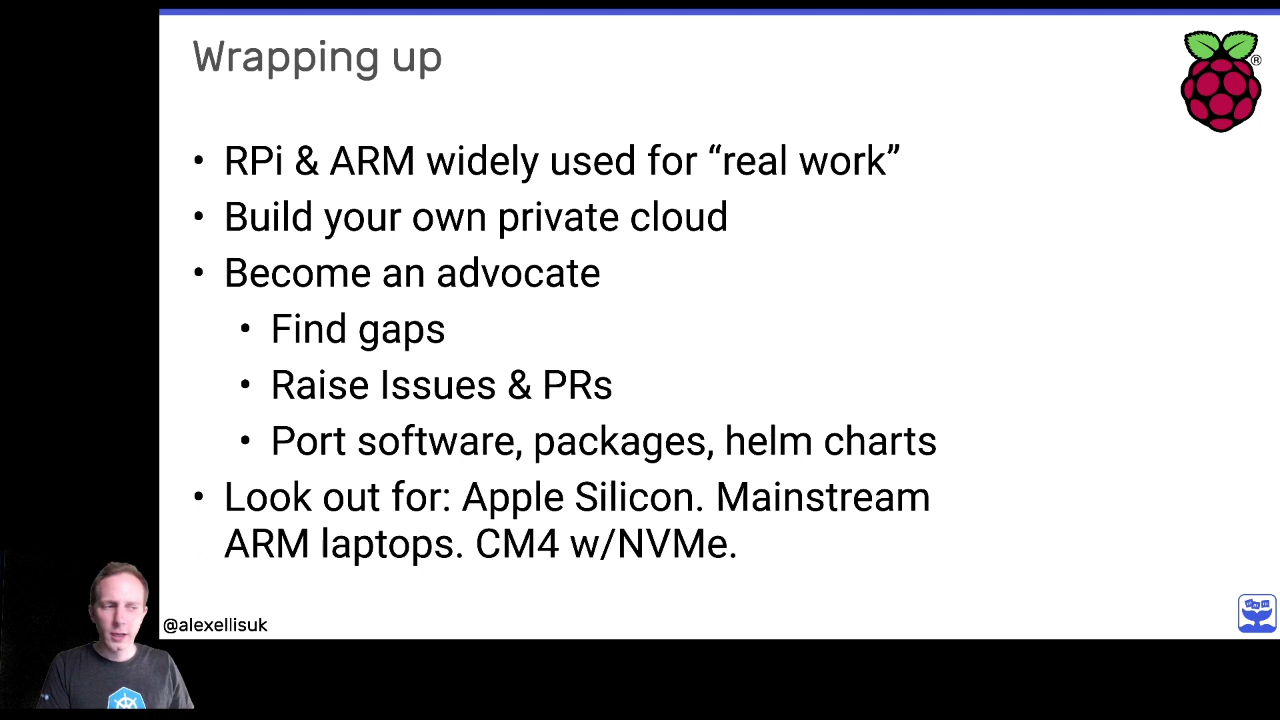 Wrapping up
®
• RPi & ARM widely used for “real work”
• Build your own private cloud
• Become an advocate
• Find gaps
• Raise Issues & PRs
• Port software, packages, helm charts
• Look out for: Apple Silicon. Mainstream
ARM laptops. CM4 w/NVMe.
@alexellisuk